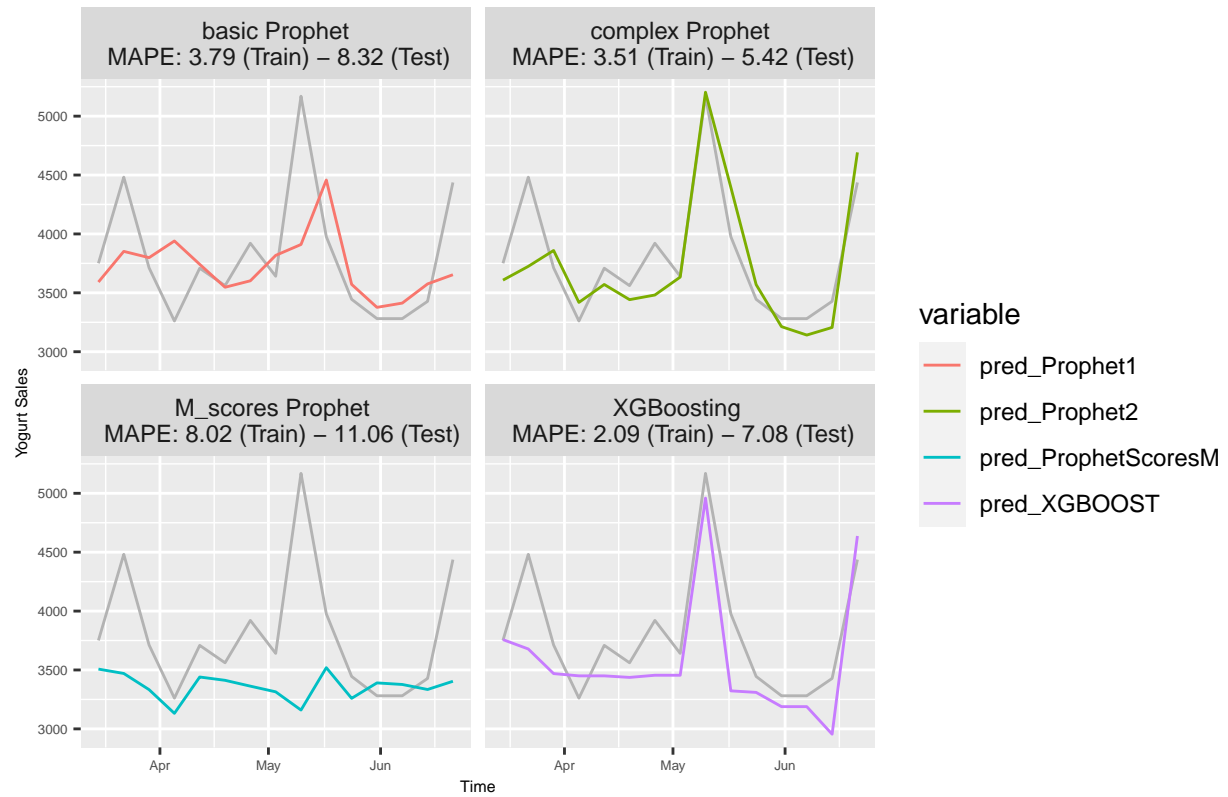 basic Prophet
MAPE: 3.79 (Train) − 8.32 (Test)
complex Prophet
MAPE: 3.51 (Train) − 5.42 (Test)
5000
4500
4000
3500
3000
M_scores Prophet
MAPE: 8.02 (Train) − 11.06 (Test)
XGBoosting
MAPE: 2.09 (Train) − 7.08 (Test)
5000
4500
4000
3500
3000
Yogurt Sales
Apr
May
Jun
Apr
May
Jun
Time
variable
pred_Prophet1
pred_Prophet2
pred_ProphetScoresM
pred_XGBOOST